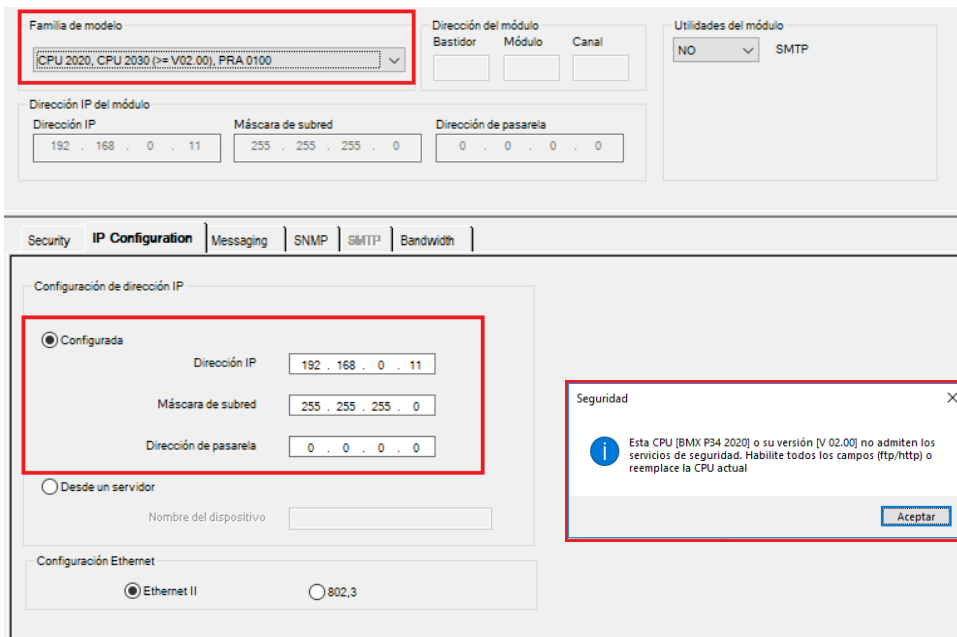 Familia de modelo
CPU 2020, CPU 2030 (>= V02.00), PRA 0100
Dirección del módulo
Bastidor Módulo Canal
Utilidades del módulo
NO SMTP
Dirección IP del módulo
Dirección IP Máscara de subred Dirección de pasarela
192 . 168 . 0 . 11 255 . 255 . 255 . 0 0 . 0 . 0 . 0
Security IP Configuration Messaging SNMP SMTP Bandwidth
Configuración de dirección IP
Configurada
Dirección IP 192 . 168 . 0 . 11
Máscara de subred 255 . 255 . 255 . 0
Dirección de pasarela 0 . 0 . 0 . 0
Desde un servidor
Nombre del dispositivo
Configuración Ethernet
Ethernet II 802,3
Seguridad
Esta CPU [BMX P34 2020] o su versión [V 02.00] no admiten los
servicios de seguridad. Habilite todos los campos (ftp/http) o
reemplace la CPU actual
Aceptar